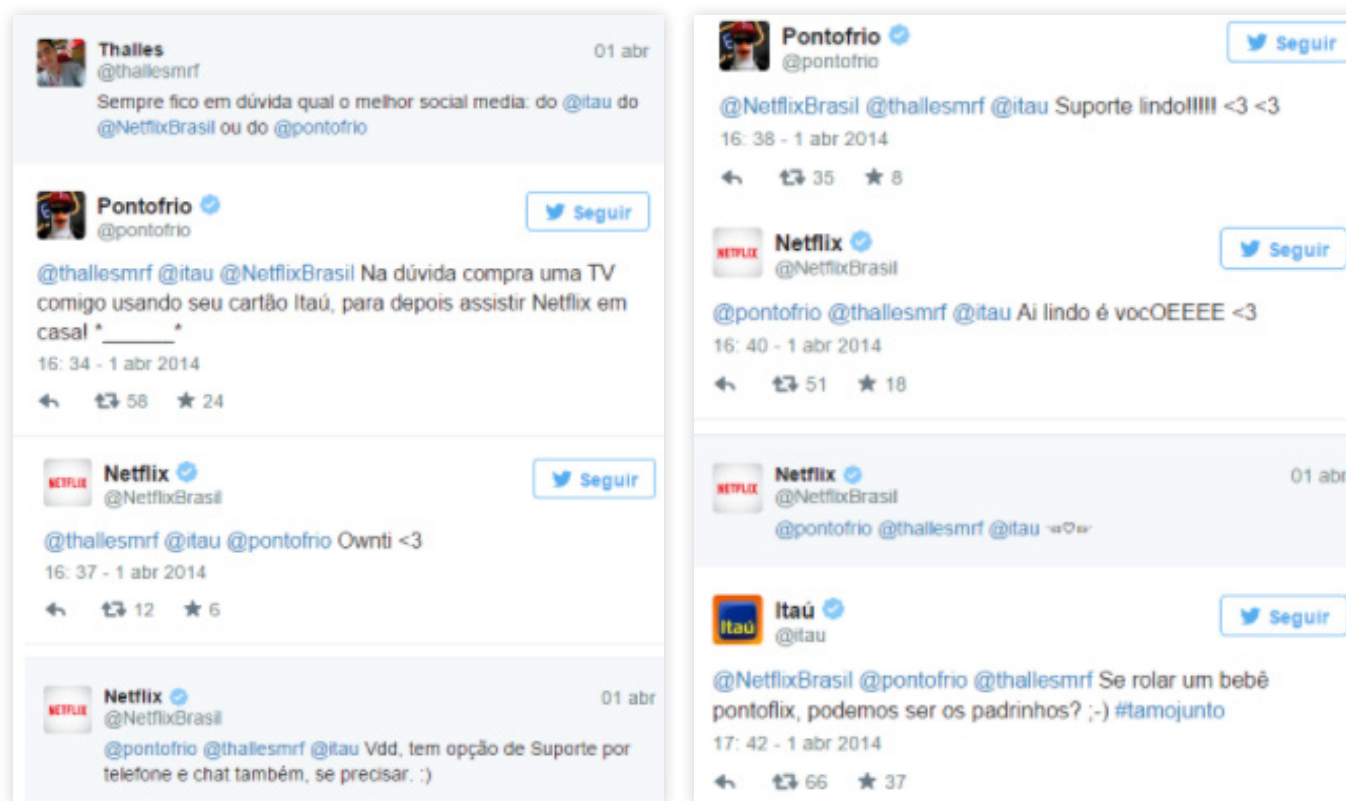 Thalles
01 abr
@thallesmrf
Sempre fico em dúvida qual o melhor social media: do @itau do
@NetflixBrasil ou do @pontofrio
Pontofrio
Seguir
@pontofrio
@thallesmrf @itau @NetflixBrasil Na dúvida compra uma TV
comigo usando seu cartão Itaú, para depois assistir Netflix em
casal *______*
16: 34 - 1 abr 2014
58 24
NETFLIX
Netflix
Seguir
@NetflixBrasil
@thallesmrf @itau @pontofrio Ownti <3
16: 37 - 1 abr 2014
12 6
NETFLIX
Netflix
01 abr
@NetflixBrasil
@pontofrio @thallesmrf @itau Vdd, tem opção de Suporte por
telefone e chat também, se precisar. :)
Pontofrio
Seguir
@pontofrio
@NetflixBrasil @thallesmrf @itau Suporte lindo!!!!! <3 <3
16: 38 - 1 abr 2014
35 8
NETFLIX
Netflix
Seguir
@NetflixBrasil
@pontofrio @thallesmrf @itau Ai lindo é vocOEEEE <3
16: 40 - 1 abr 2014
51 18
NETFLIX
Netflix
01 abr
@NetflixBrasil
@pontofrio @thallesmrf @itau ☜♡☞
Itaú
Itaú
Seguir
@itau
@NetflixBrasil @pontofrio @thallesmrf Se rolar um bebê
pontoflix, podemos ser os padrinhos? ;-) #tamojunto
17: 42 - 1 abr 2014
66 37